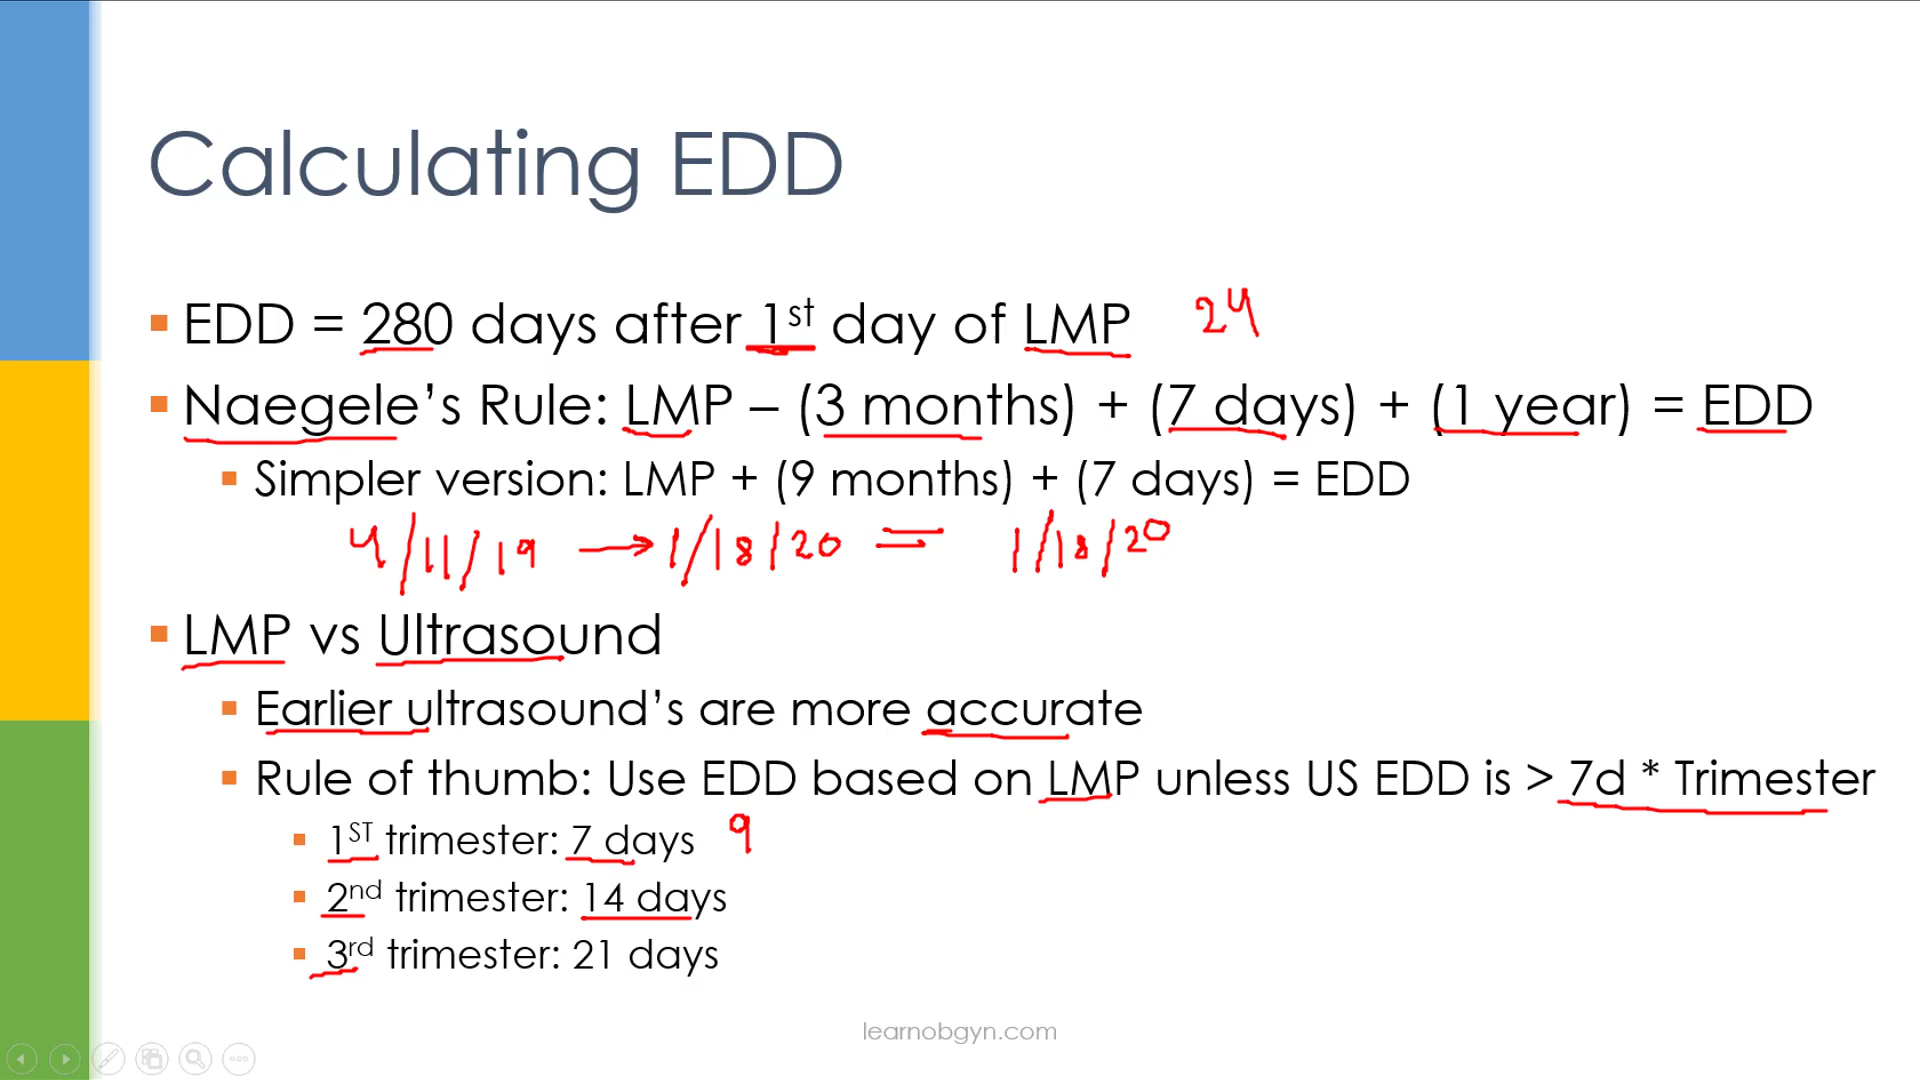 Calculating EDD
EDD = 280 days after 1st day of LMP 24
Naegele’s Rule: LMP – (3 months) + (7 days) + (1 year) = EDD
Simpler version: LMP + (9 months) + (7 days) = EDD
4/11/19 → 1/18/20 = 1/18/20
LMP vs Ultrasound
Earlier ultrasound’s are more accurate
Rule of thumb: Use EDD based on LMP unless US EDD is > 7d * Trimester
1ST trimester: 7 days 9
2nd trimester: 14 days
3rd trimester: 21 days
learnobgyn.com